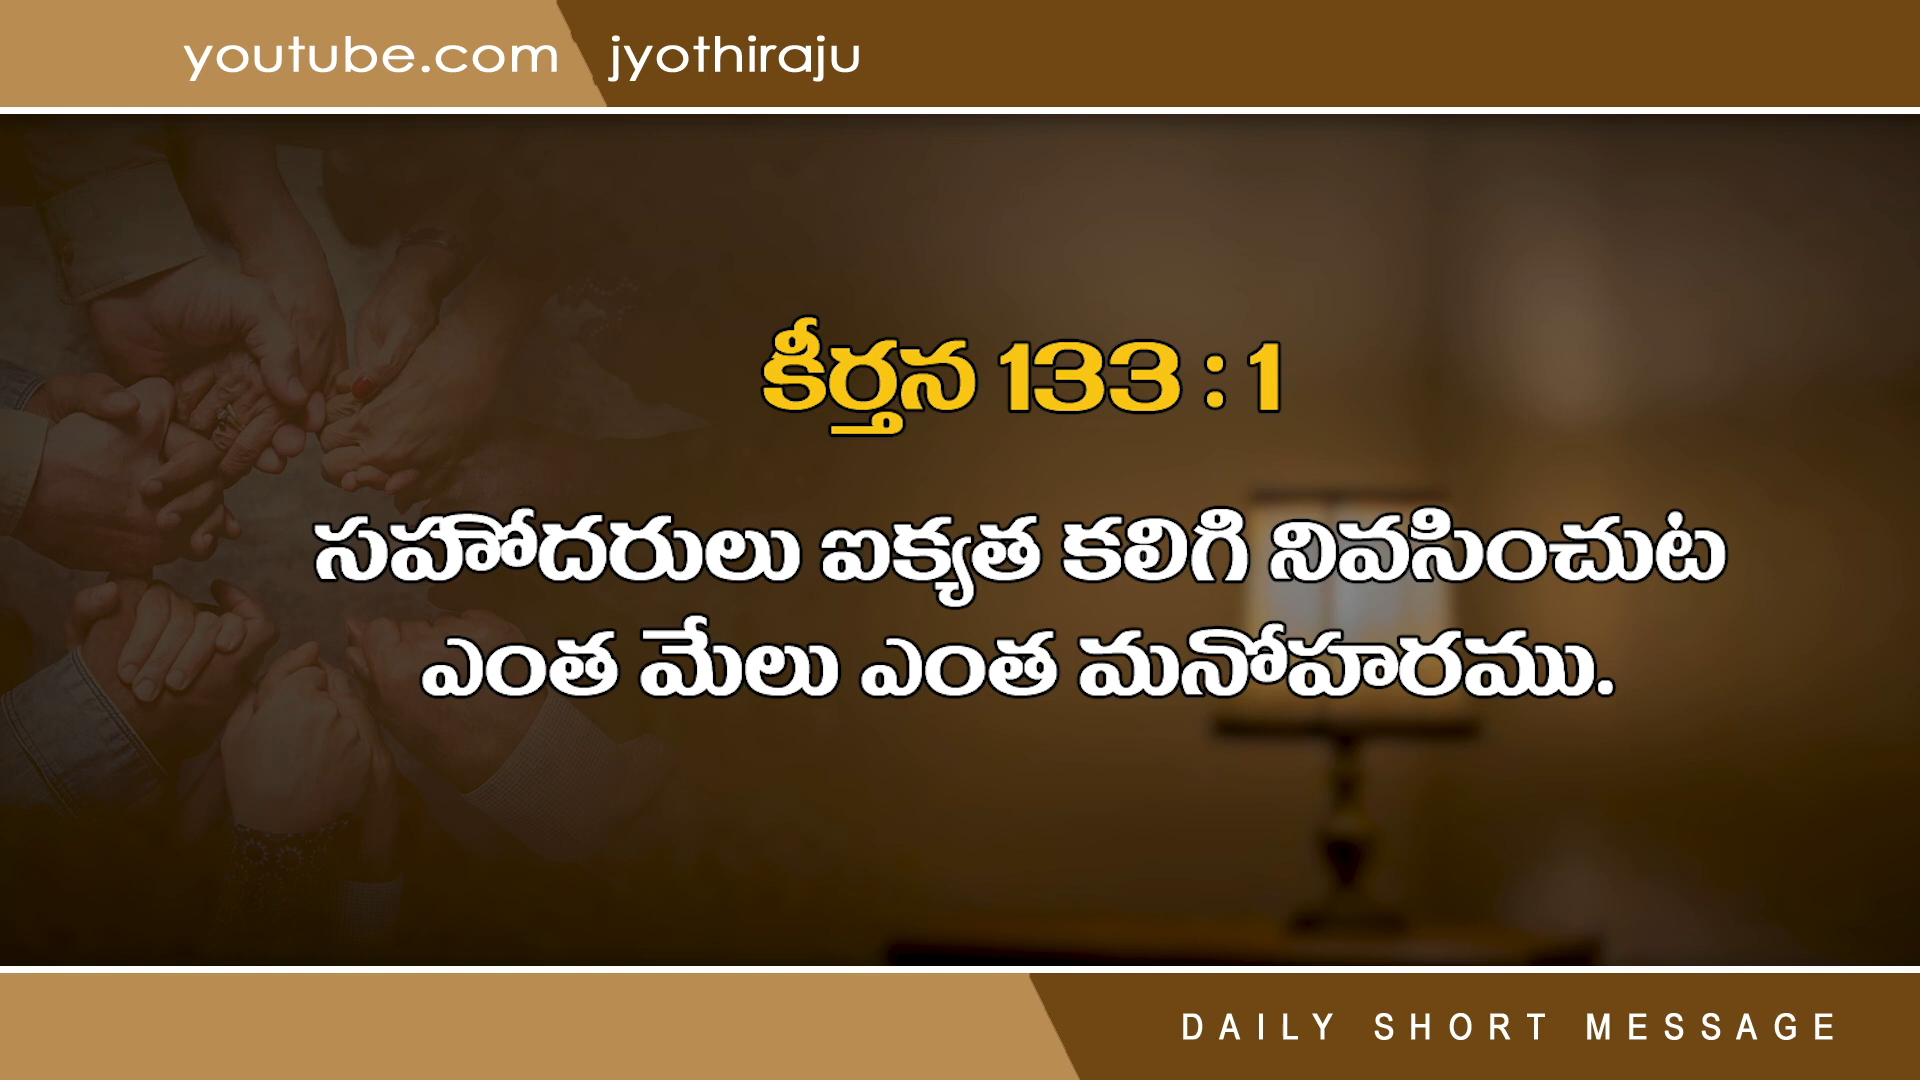 youtube.com jyothiraju
కీర్తన 133 : 1
సహోదరులు ఐక్యత కలిగి నివసించుట
ఎంత మేలు ఎంత మనోహరము.
DAILY SHORT MESSAGE